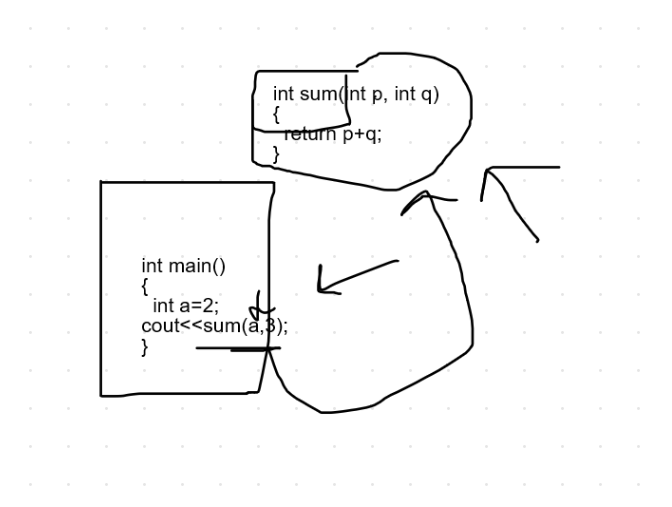 int sum(int p, int q)
{
return p+q;
}
int main()
{
int a=2;
cout<<sum(a,3);
}